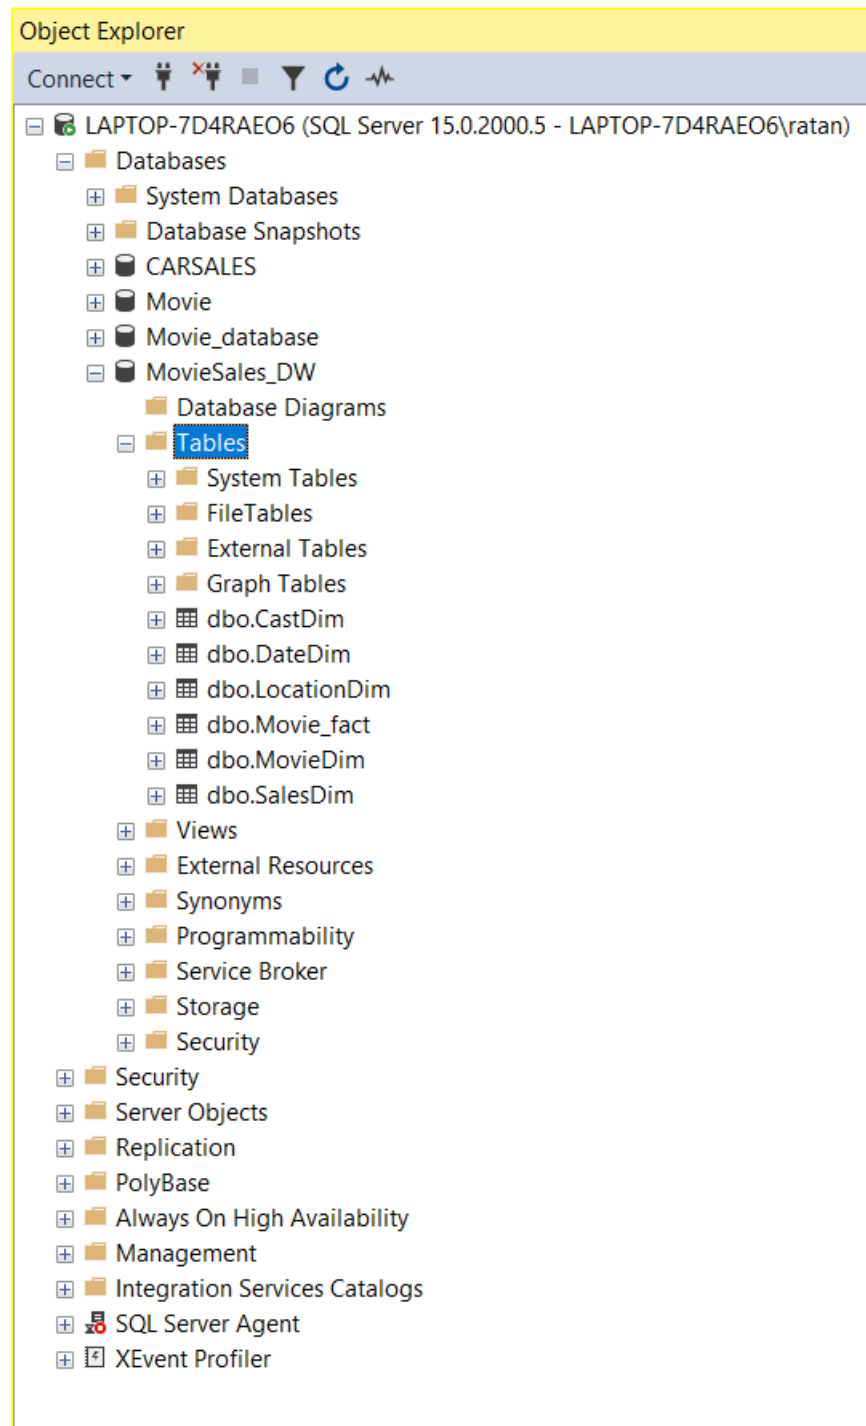 Object Explorer
Connect
LAPTOP-7D4RAEO6 (SQL Server 15.0.2000.5 - LAPTOP-7D4RAEO6\ratan)
Databases
System Databases
Database Snapshots
CARSALES
Movie
Movie_database
MovieSales_DW
Database Diagrams
Tables
System Tables
FileTables
External Tables
Graph Tables
dbo.CastDim
dbo.DateDim
dbo.LocationDim
dbo.Movie_fact
dbo.MovieDim
dbo.SalesDim
Views
External Resources
Synonyms
Programmability
Service Broker
Storage
Security
Security
Server Objects
Replication
PolyBase
Always On High Availability
Management
Integration Services Catalogs
SQL Server Agent
XEvent Profiler